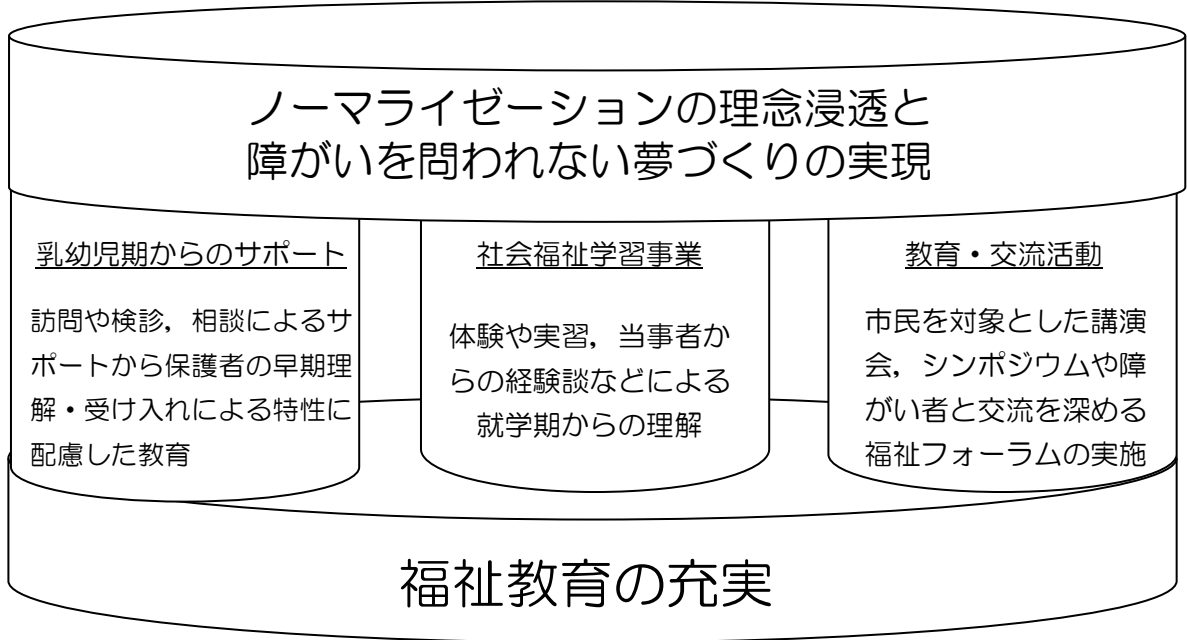 ノーマライゼーションの理念浸透と
障がいを問われない夢づくりの実現
乳幼児期からのサポート
訪問や検診，相談によるサ
ポートから保護者の早期理
解・受け入れによる特性に
配慮した教育
社会福祉学習事業
体験や実習，当事者か
らの経験談などによる
就学期からの理解
教育・交流活動
市民を対象とした講演
会，シンポジウムや障
がい者と交流を深める
福祉フォーラムの実施
福祉教育の充実